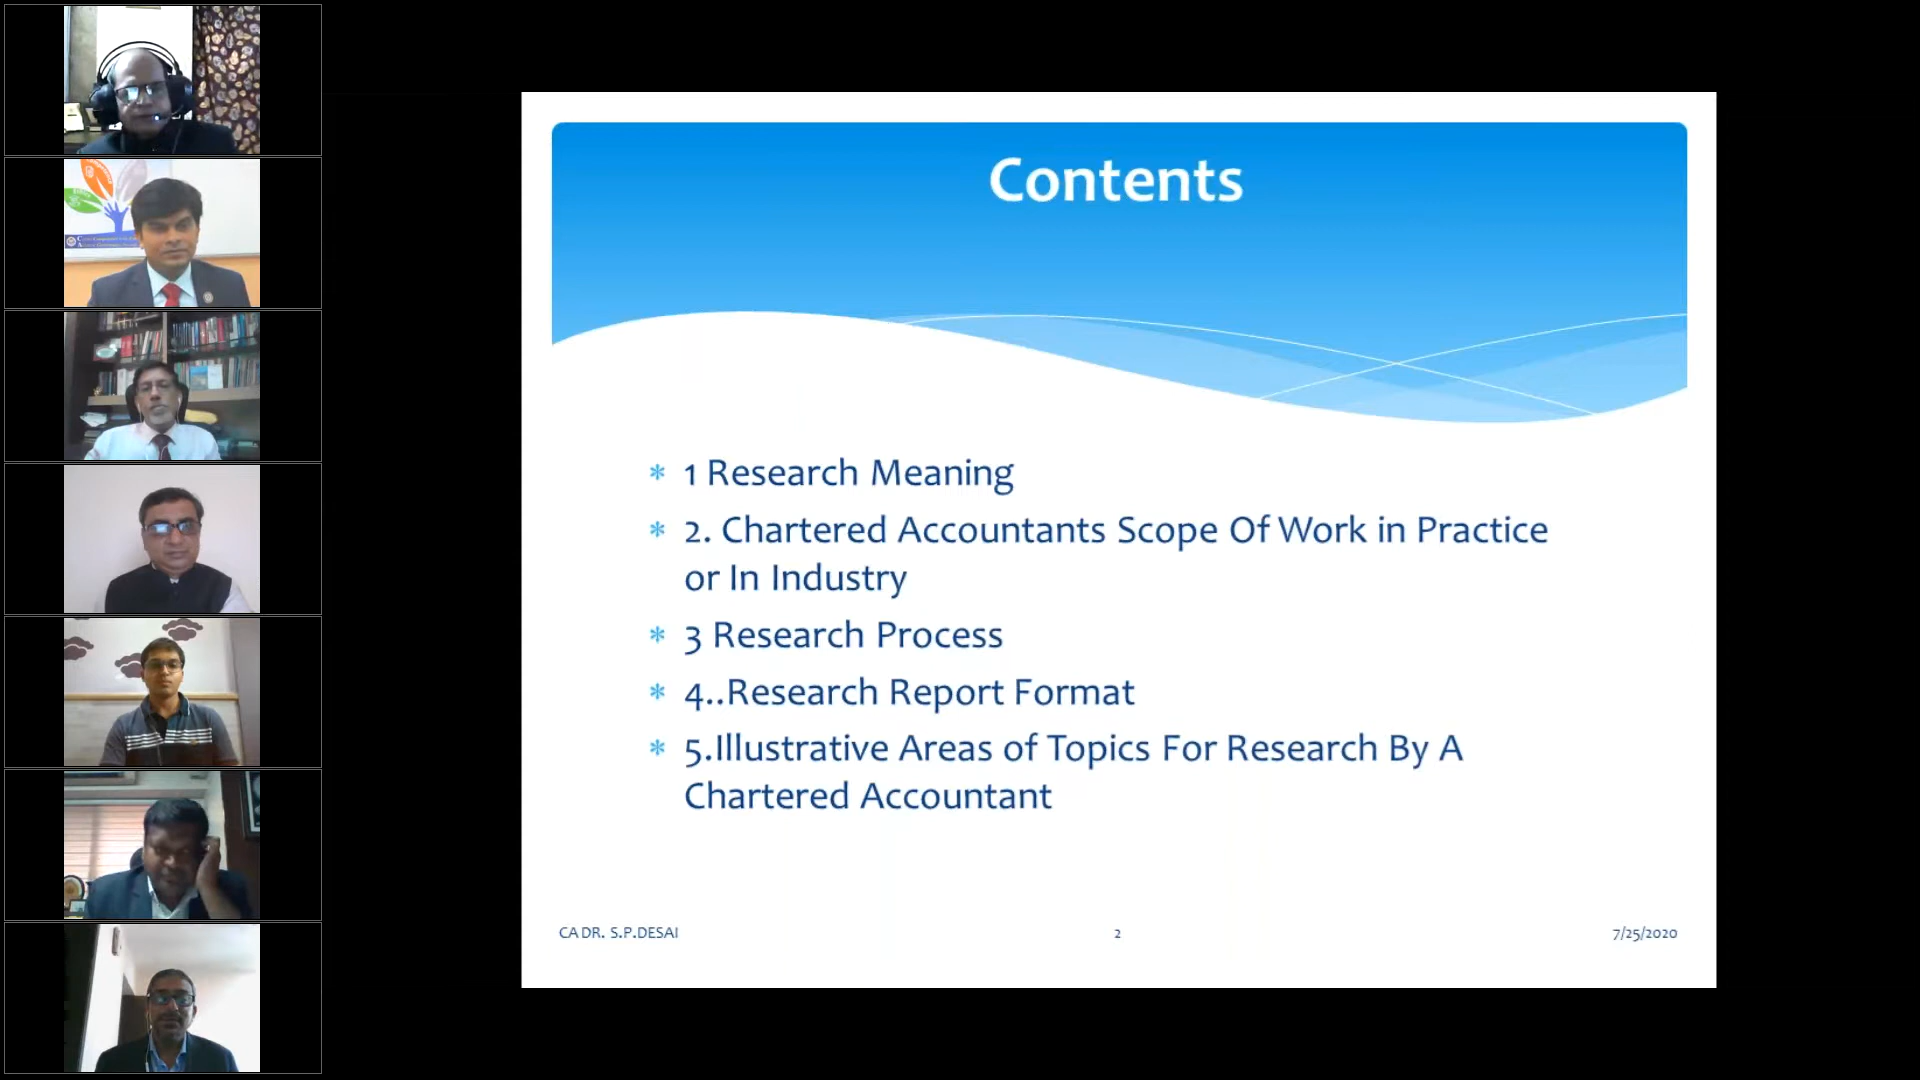 Contents
* 1 Research Meaning
* 2. Chartered Accountants Scope Of Work in Practice
or In Industry
* 3 Research Process
* 4..Research Report Format
* 5.Illustrative Areas of Topics For Research By A
Chartered Accountant
CA DR. S.P.DESAI
2
7/25/2020